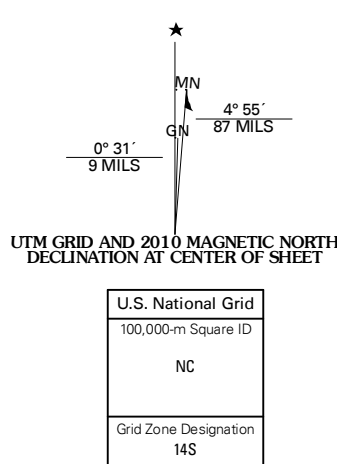 MN
4° 55´
87 MILS
GN
0° 31´
9 MILS
UTM GRID AND 2010 MAGNETIC NORTH
DECLINATION AT CENTER OF SHEET
U.S. National Grid
100,000-m Square ID
NC
Grid Zone Designation
14S